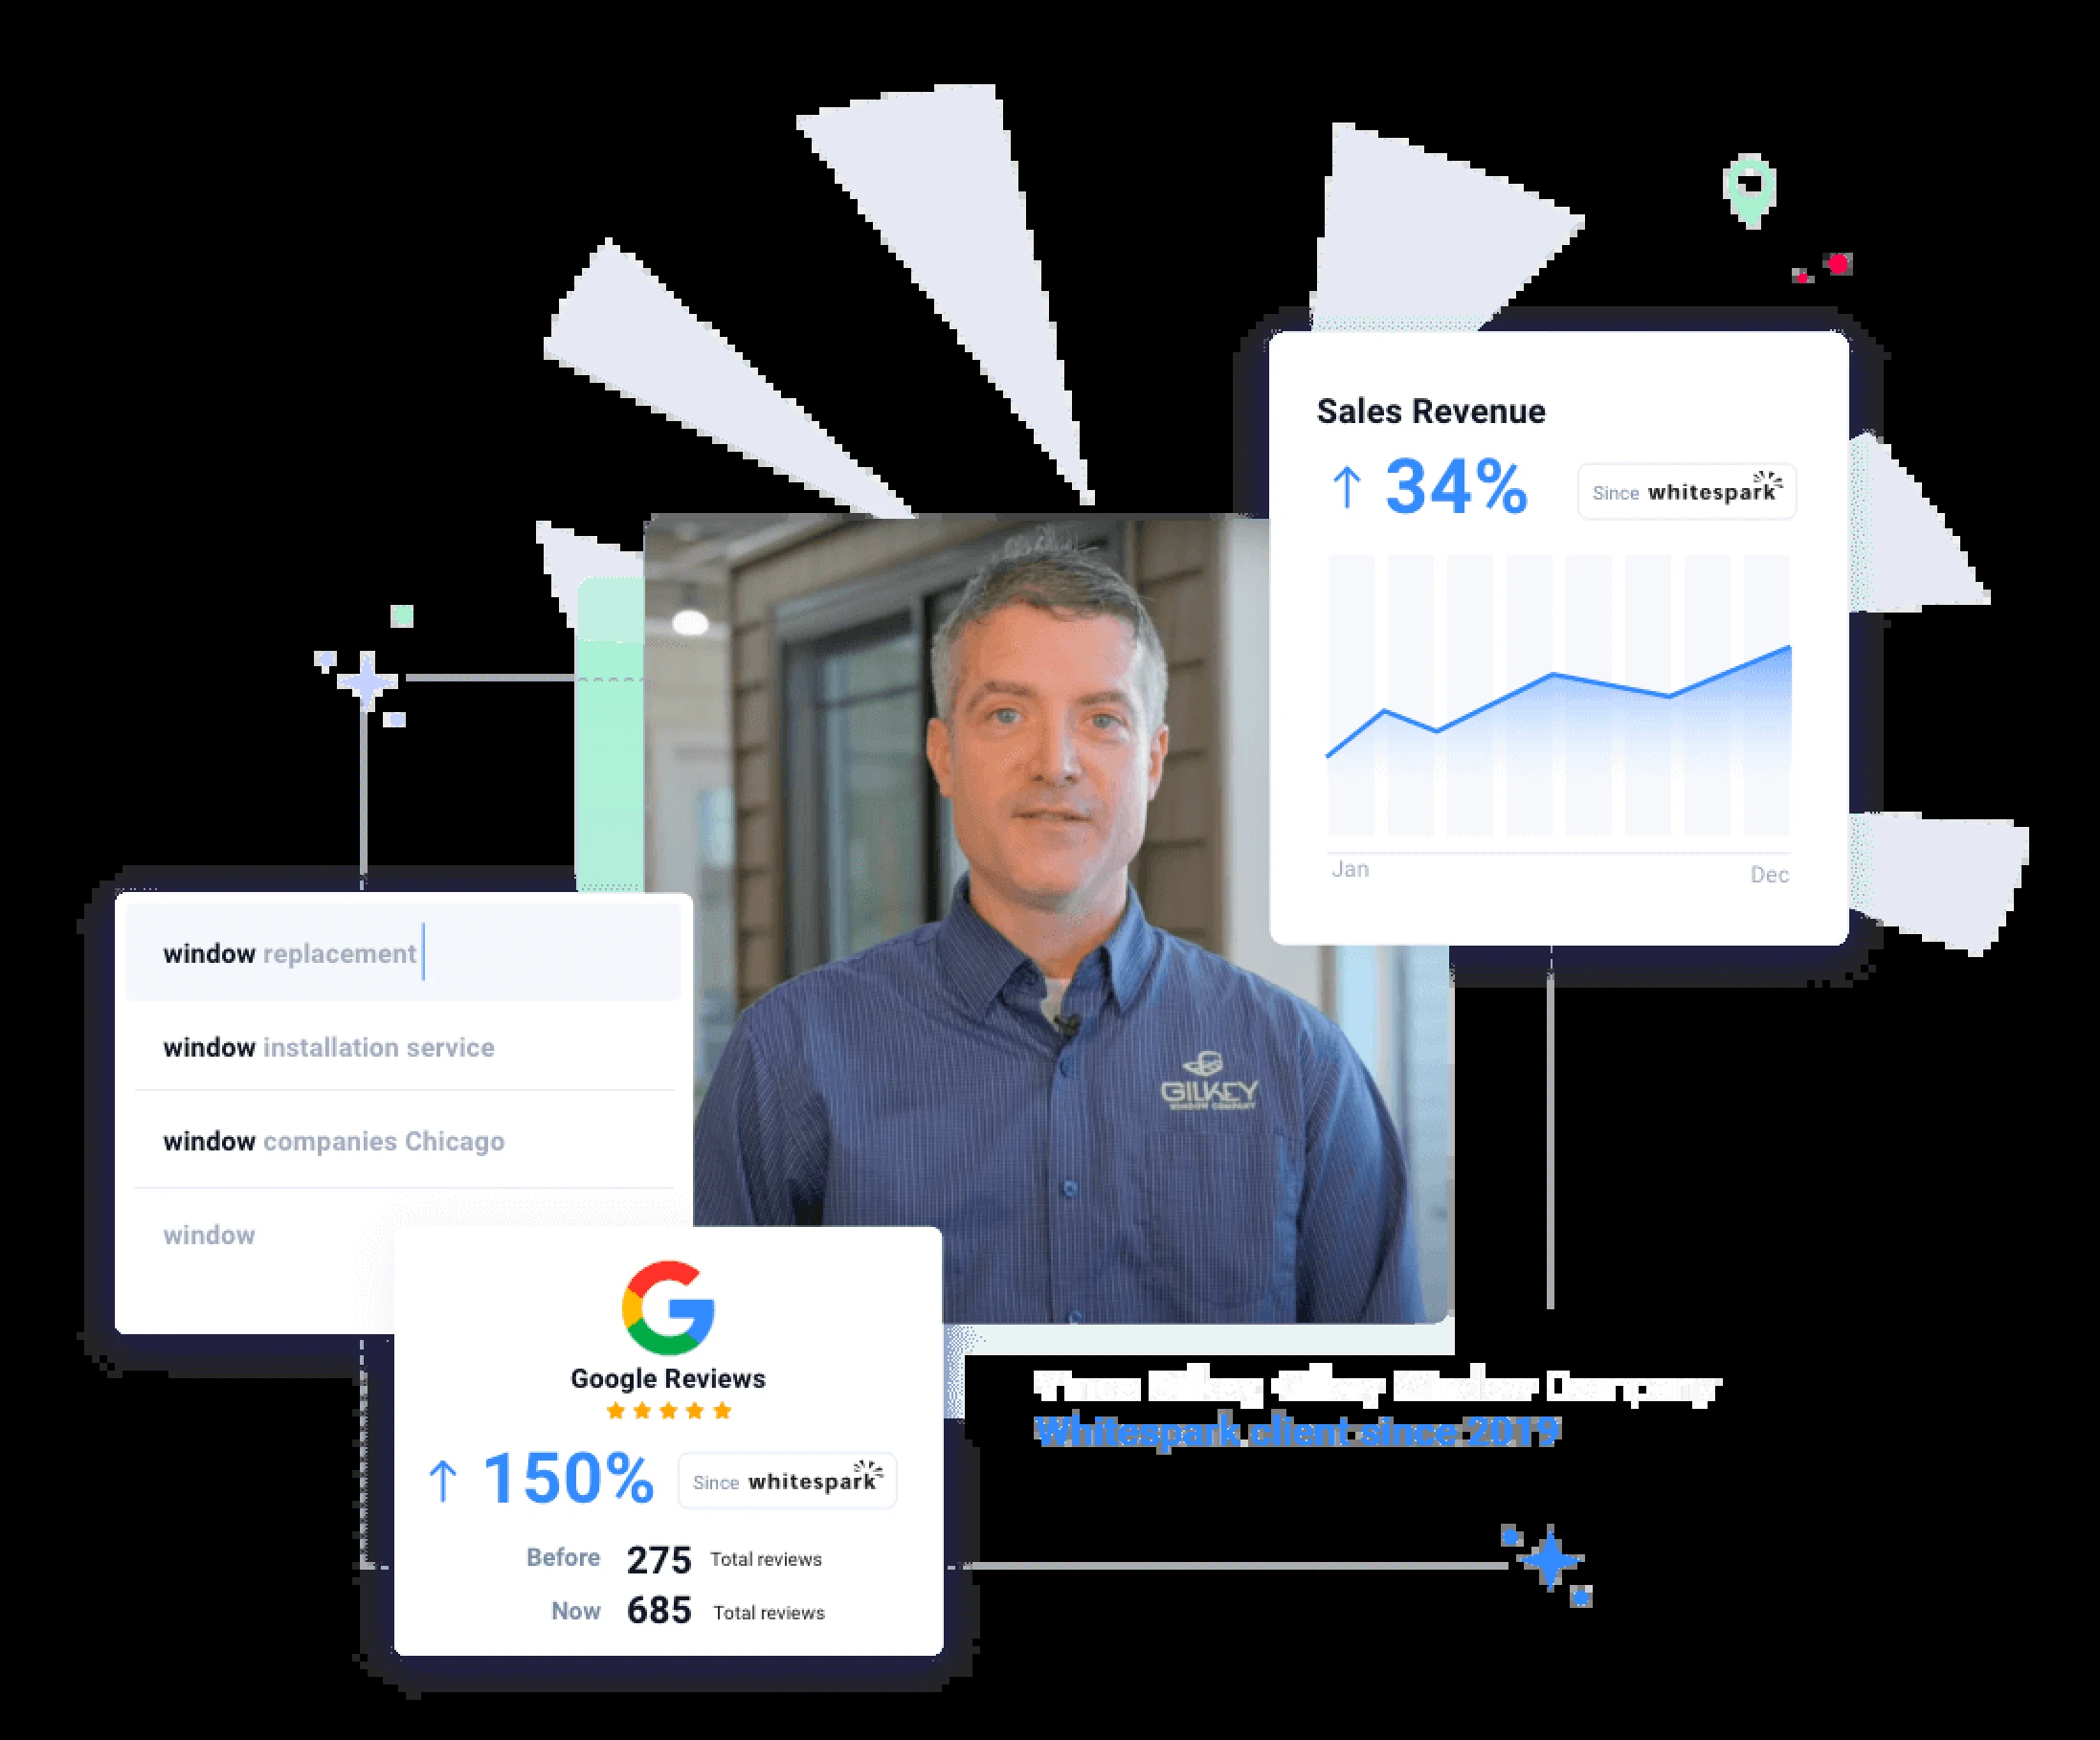 Sales Revenue
↑ 34%
Since whitespark
Jan
Dec
window replacement
window installation service
window companies Chicago
window
GILKEY
WINDOW COMPANY
Google Reviews
↑ 150%
Since whitespark
Before 275 Total reviews
Now 685 Total reviews
Gilkey Window Company
Whitespark client since 2019